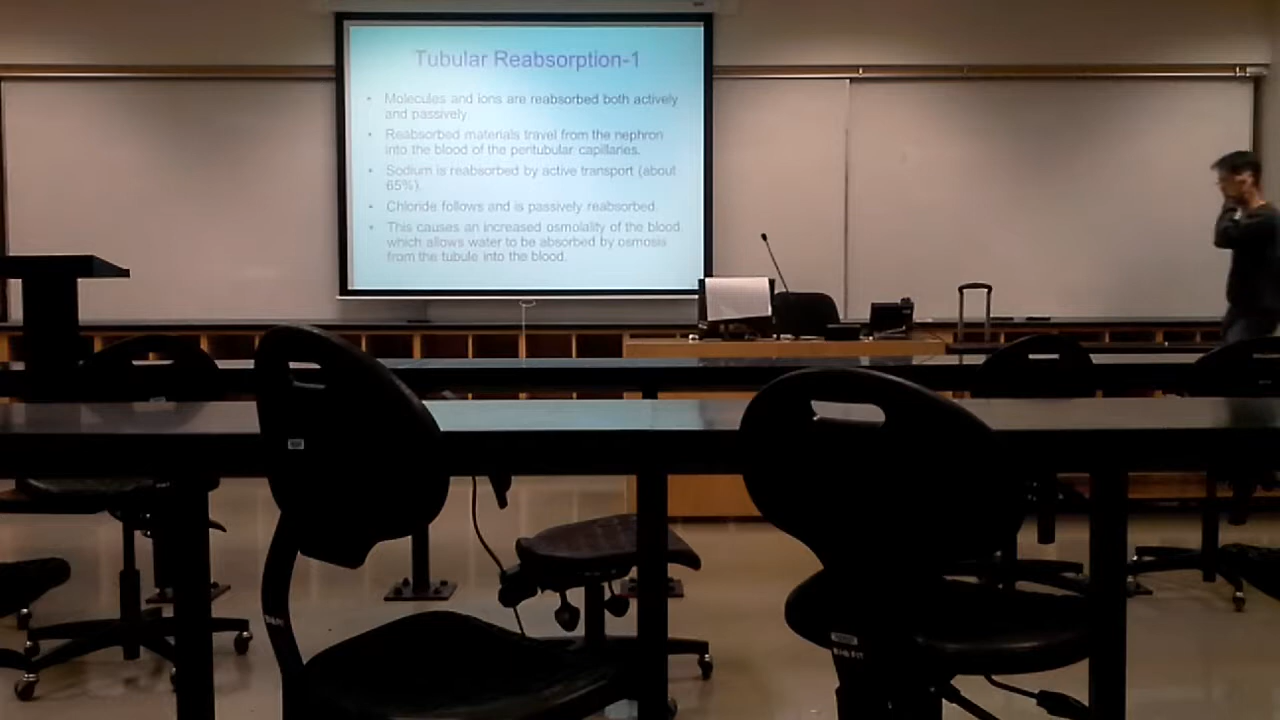 Tubular Reabsorption-1
• Molecules and ions are reabsorbed both actively
and passively
• Reabsorbed materials travel from the nephron
into the blood of the peritubular capillaries.
• Sodium is reabsorbed by active transport (about
65%).
• Chloride follows and is passively reabsorbed.
• This causes an increased osmolality of the blood,
which allows water to be absorbed by osmosis
from the tubule into the blood.